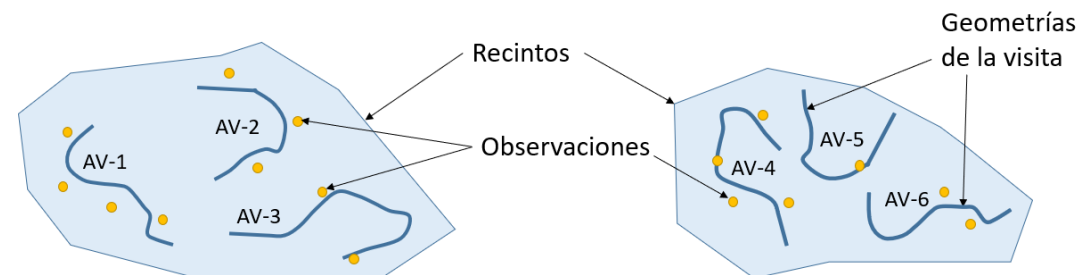 Geometrías
de la visita
Recintos
Observaciones
AV-1
AV-2
AV-3
AV-4
AV-5
AV-6